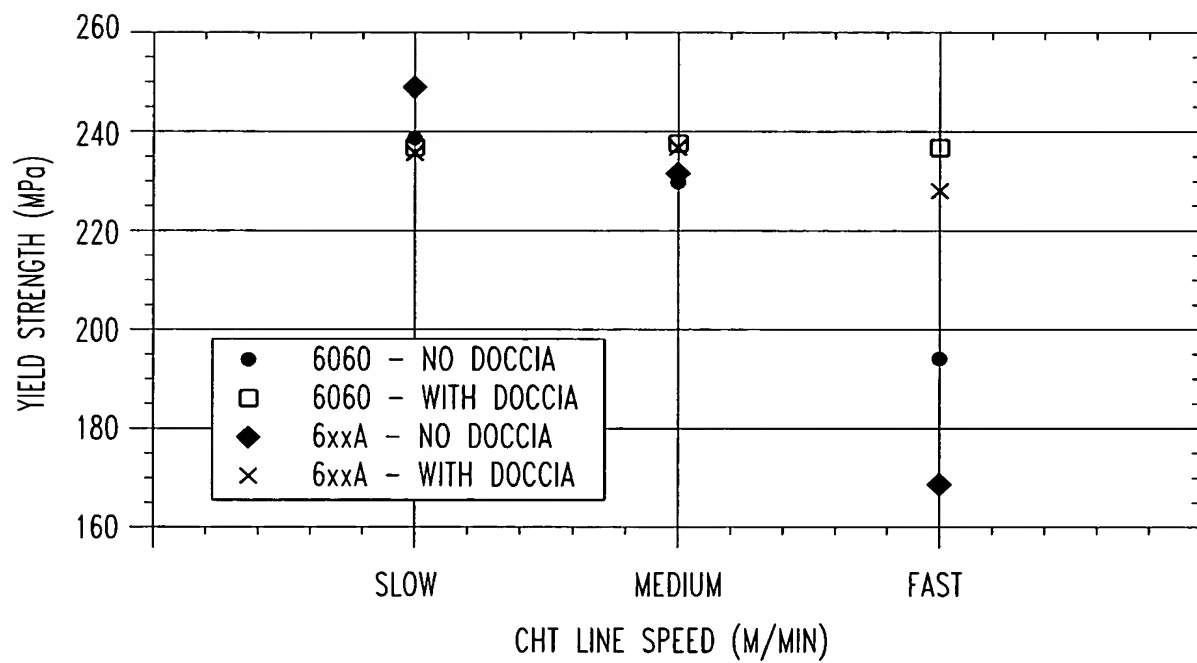 260
240
220
200
180
160
YIELD STRENGTH (MPa)
6060 - NO DOCCIA
6060 - WITH DOCCIA
6xxA - NO DOCCIA
6xxA - WITH DOCCIA
SLOW
MEDIUM
FAST
CHT LINE SPEED (M/MIN)